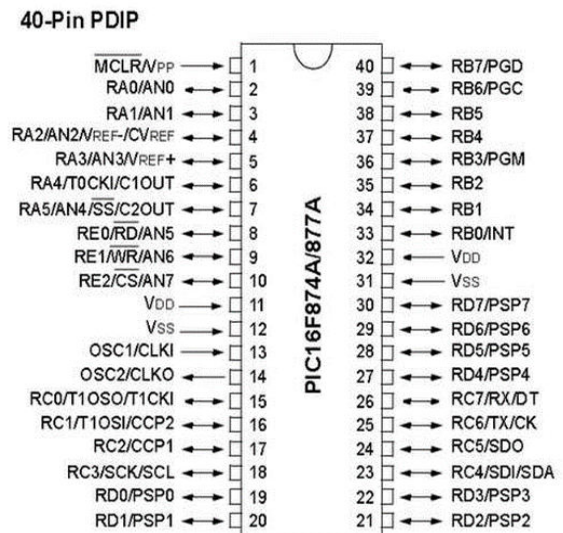 40-Pin PDIP
MCLR/VPP 1 40 RB7/PGD
RA0/AN0 2 39 RB6/PGC
RA1/AN1 3 38 RB5
RA2/AN2/VREF-/CVREF 4 37 RB4
RA3/AN3/VREF+ 5 36 RB3/PGM
RA4/T0CKI/C1OUT 6 35 RB2
RA5/AN4/SS/C2OUT 7 34 RB1
RE0/RD/AN5 8 33 RB0/INT
RE1/WR/AN6 9 32 VDD
RE2/CS/AN7 10 31 VSS
VDD 11 30 RD7/PSP7
VSS 12 29 RD6/PSP6
OSC1/CLKI 13 28 RD5/PSP5
OSC2/CLKO 14 27 RD4/PSP4
RC0/T1OSO/T1CKI 15 26 RC7/RX/DT
RC1/T1OSI/CCP2 16 25 RC6/TX/CK
RC2/CCP1 17 24 RC5/SDO
RC3/SCK/SCL 18 23 RC4/SDI/SDA
RD0/PSP0 19 22 RD3/PSP3
RD1/PSP1 20 21 RD2/PSP2
PIC16F874A/877A